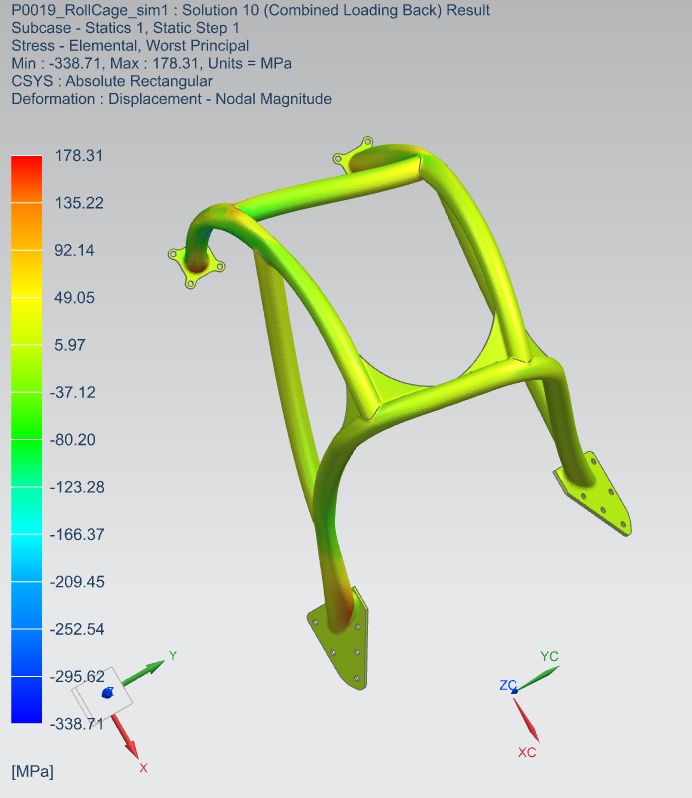 P0019_RollCage_sim1 : Solution 10 (Combined Loading Back) Result
Subcase - Statics 1, Static Step 1
Stress - Elemental, Worst Principal
Min : -338.71, Max : 178.31, Units = MPa
CSYS : Absolute Rectangular
Deformation : Displacement - Nodal Magnitude
178.31
135.22
92.14
49.05
5.97
-37.12
-80.20
-123.28
-166.37
-209.45
-252.54
-295.62
-338.71
[MPa]
Y
Z
X
YC
ZC
XC